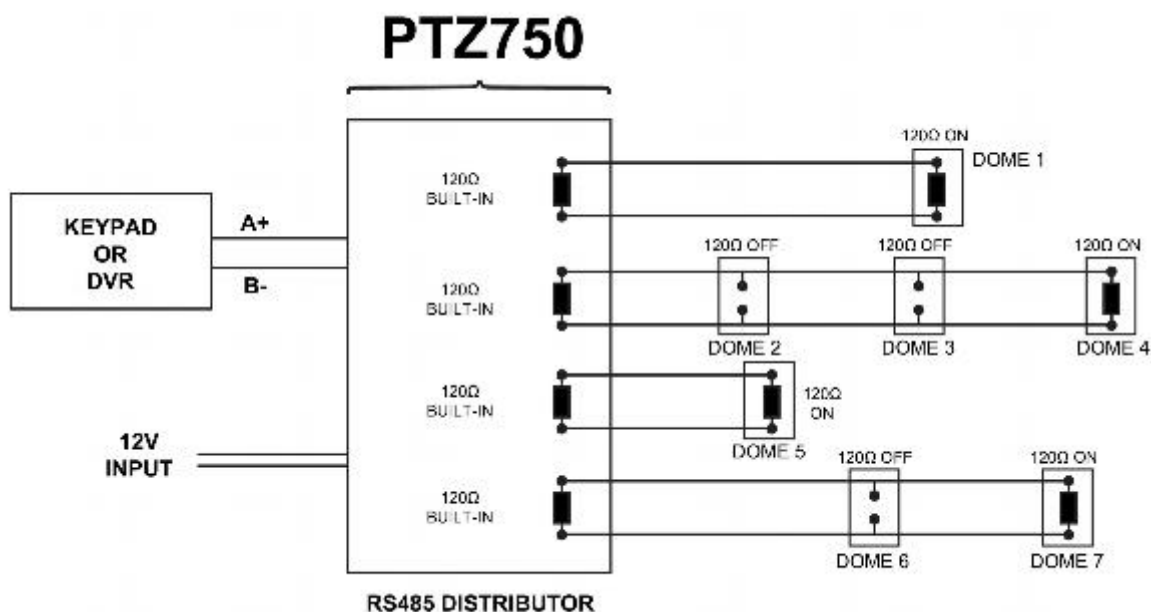 PTZ750
KEYPAD
OR
DVR
A+
B-
12V
INPUT
120Ω
BUILT-IN
120Ω
BUILT-IN
120Ω
BUILT-IN
120Ω
BUILT-IN
RS485 DISTRIBUTOR
120Ω ON
DOME 1
120Ω OFF
DOME 2
120Ω OFF
DOME 3
120Ω ON
DOME 4
120Ω
ON
DOME 5
120Ω OFF
DOME 6
120Ω ON
DOME 7